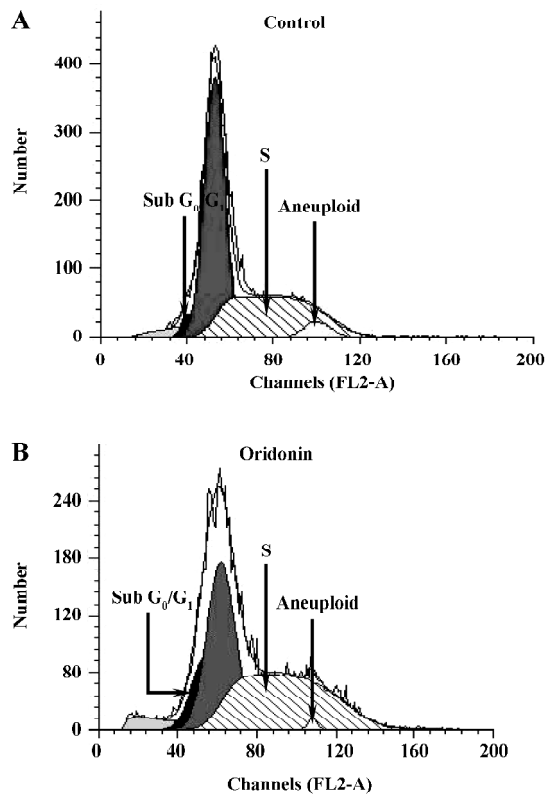 A
Control
400
300
200
100
0
Number
Sub G0/G1
S
Aneuploid
0 40 60 80 120 160 200
Channels (FL2-A)
B
Oridonin
240
180
120
80
0
Number
Sub G0/G1
S
Aneuploid
0 40 80 120 160 200
Channels (FL2-A)